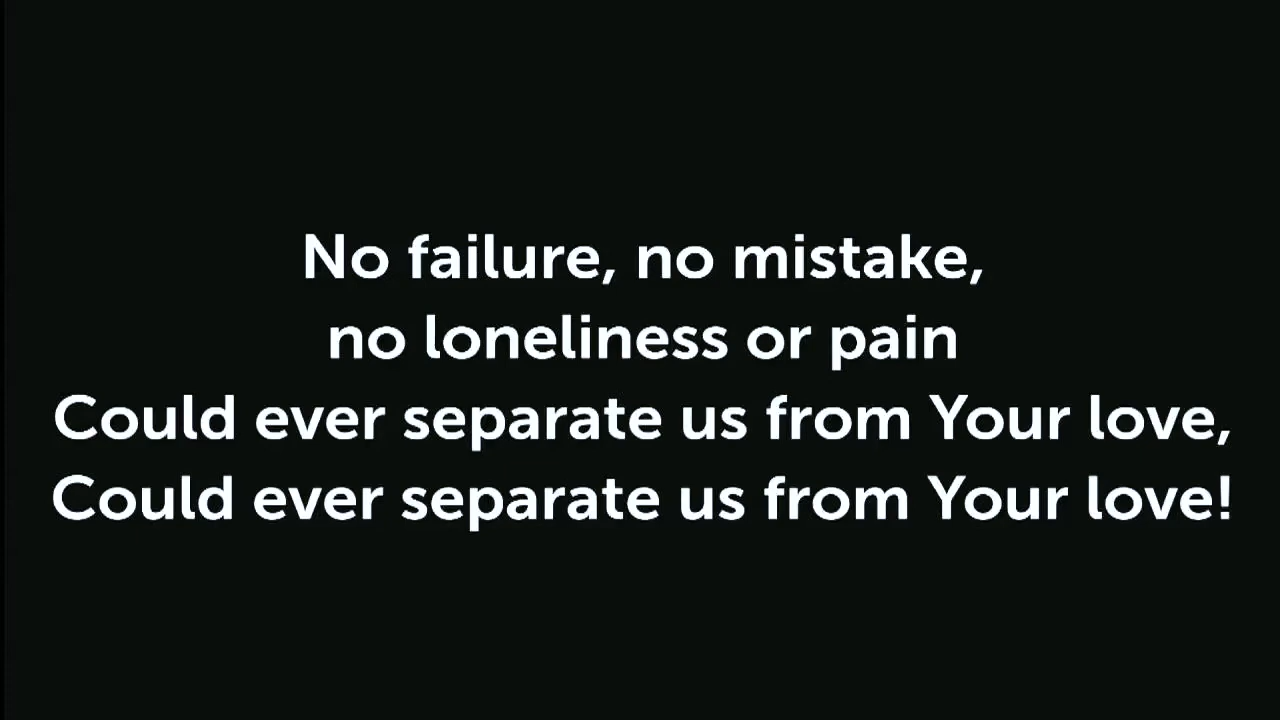 No failure, no mistake,
no loneliness or pain
Could ever separate us from Your love,
Could ever separate us from Your love!